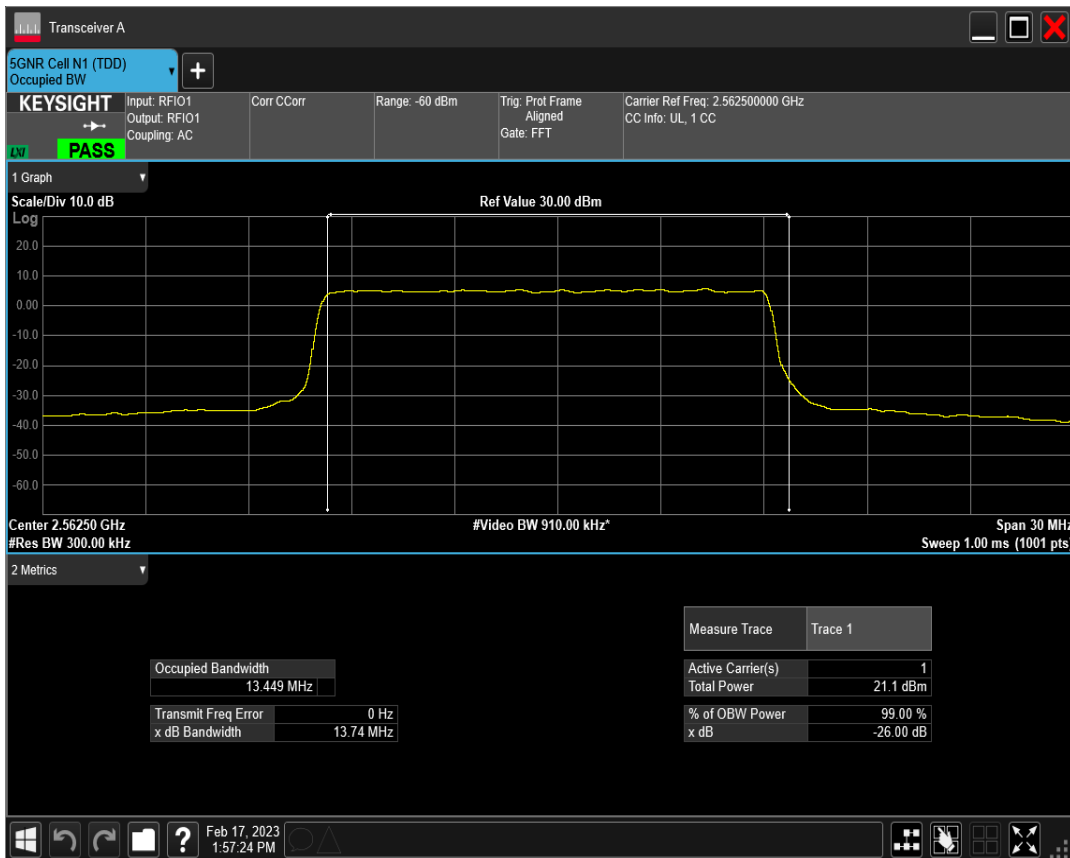 Transceiver A
5GNR Cell N1 (TDD)
Occupied BW
+
KEYSIGHT
LXI
PASS
Input: RFIO1
Output: RFIO1
Coupling: AC
Corr CCorr
Range: -60 dBm
Trig: Prot Frame
Aligned
Gate: FFT
Carrier Ref Freq: 2.562500000 GHz
CC Info: UL, 1 CC
1 Graph
Scale/Div 10.0 dB
Ref Value 30.00 dBm
Log
20.0
10.0
0.00
-10.0
-20.0
-30.0
-40.0
-50.0
-60.0
Center 2.56250 GHz
#Video BW 910.00 kHz*
Span 30 MHz
#Res BW 300.00 kHz
Sweep 1.00 ms (1001 pts)
2 Metrics
Measure Trace Trace 1
Occupied Bandwidth
13.449 MHz
Active Carrier(s) 1
Total Power 21.1 dBm
Transmit Freq Error 0 Hz
x dB Bandwidth 13.74 MHz
% of OBW Power 99.00 %
x dB -26.00 dB
?
Feb 17, 2023
1:57:24 PM